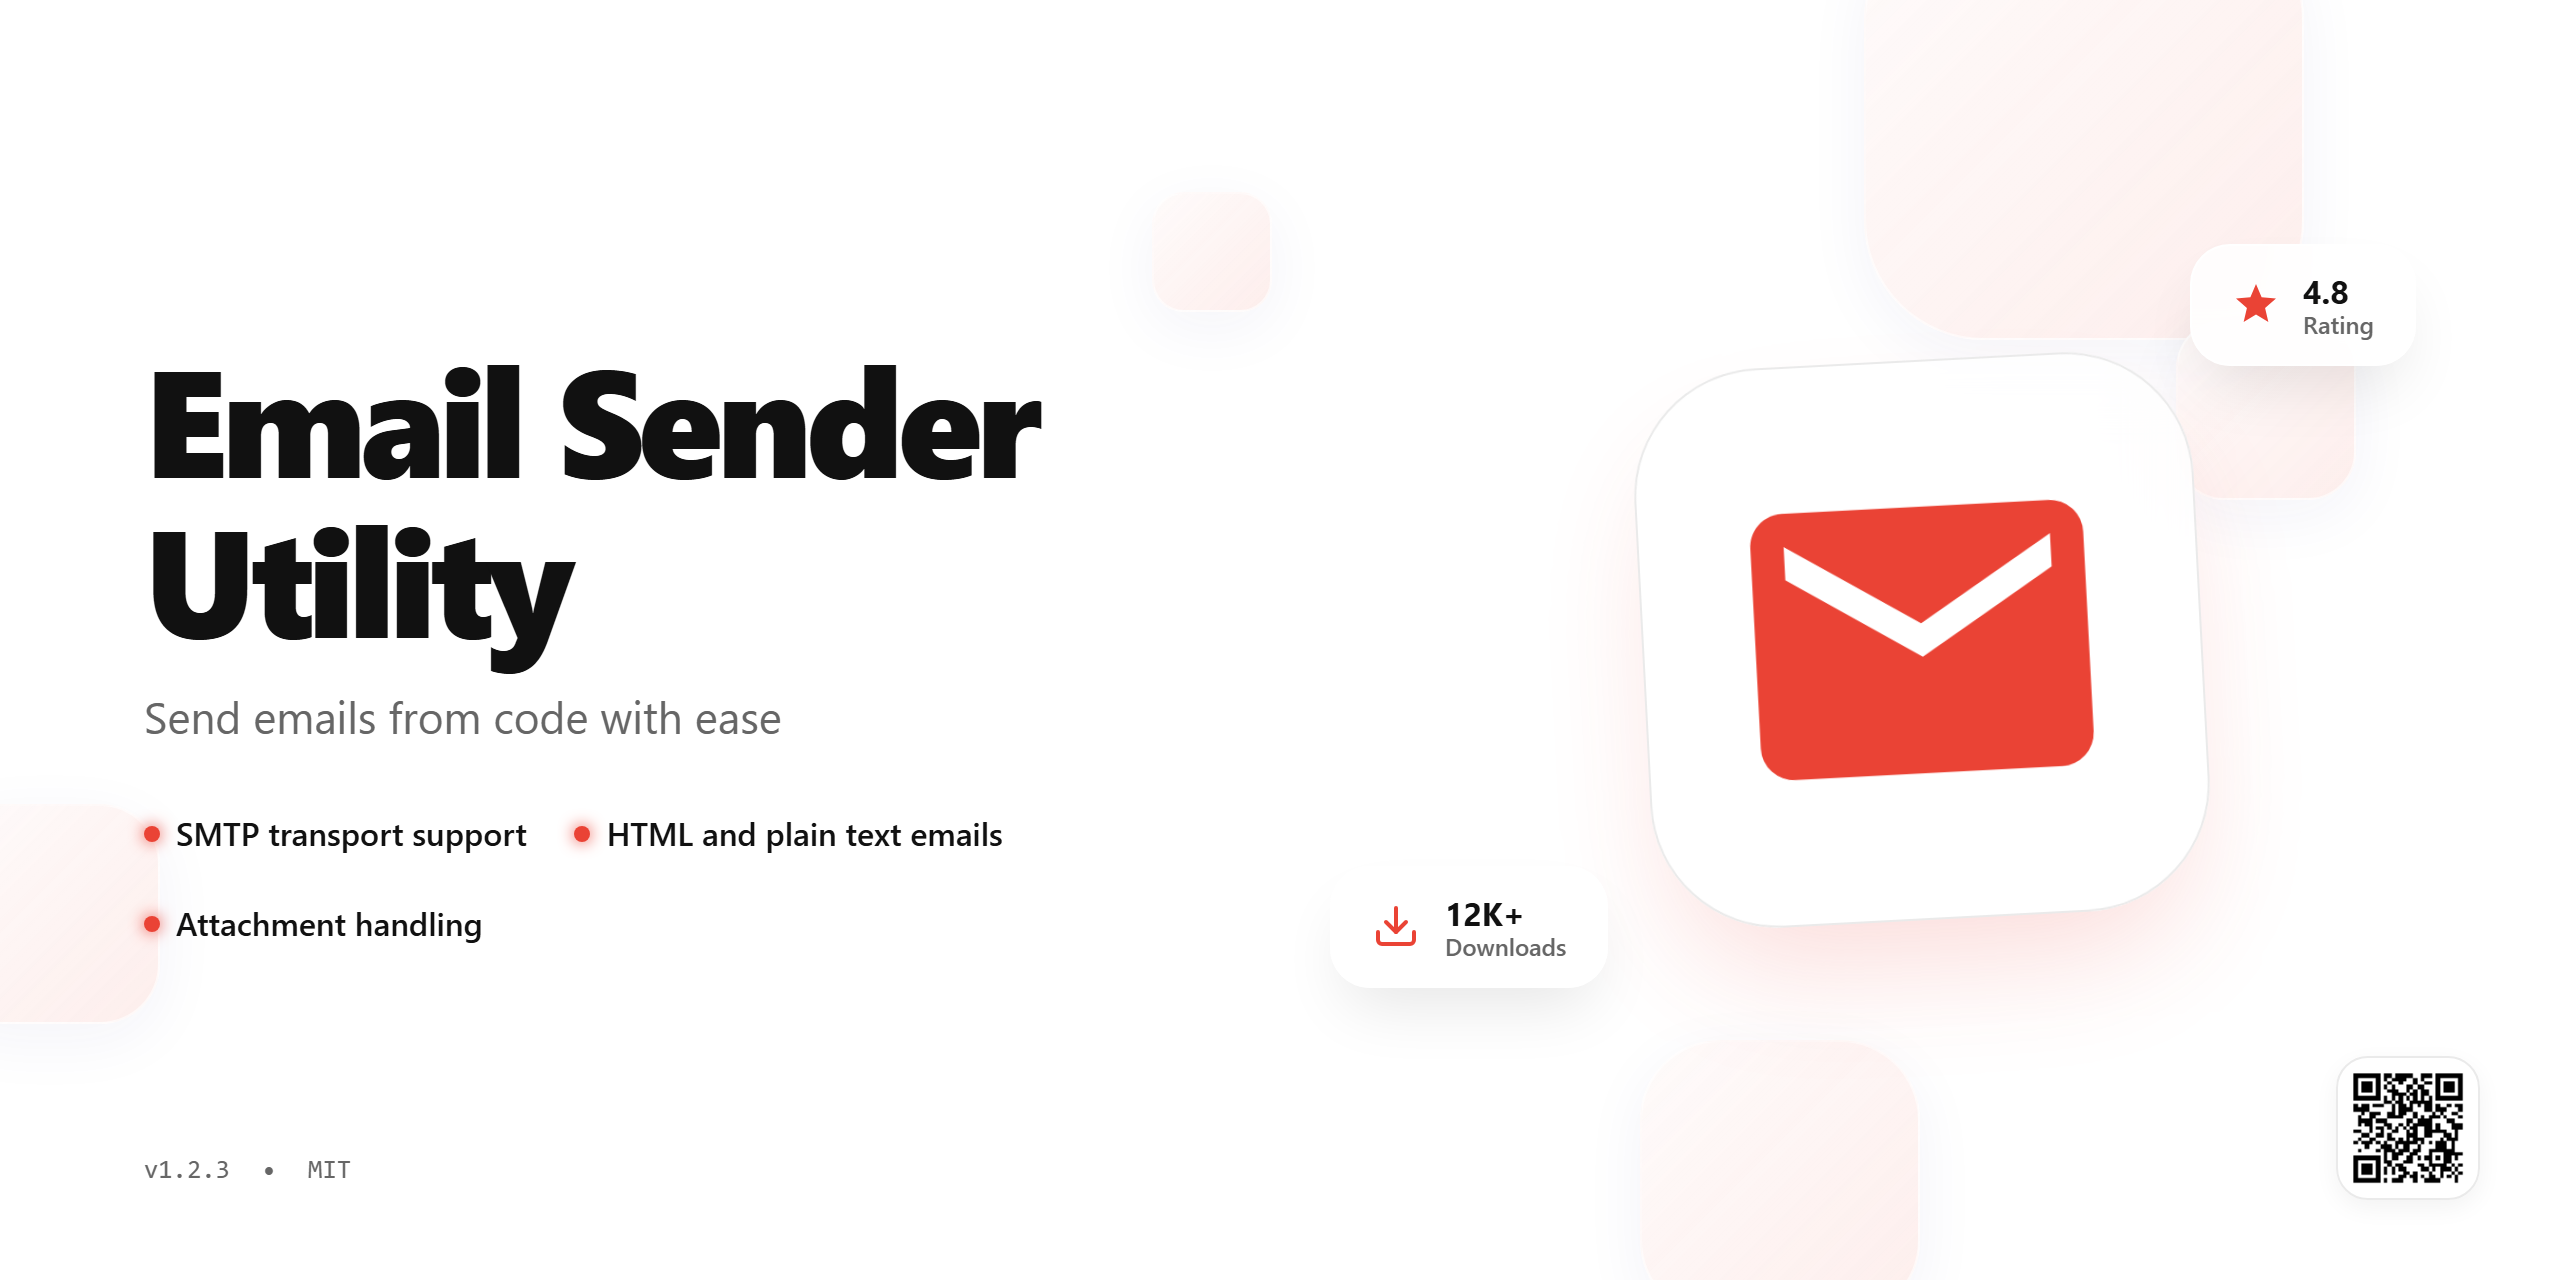 Email Sender
Utility
Send emails from code with ease
SMTP transport support
HTML and plain text emails
Attachment handling
v1.2.3 • MIT
4.8
Rating
12K+
Downloads